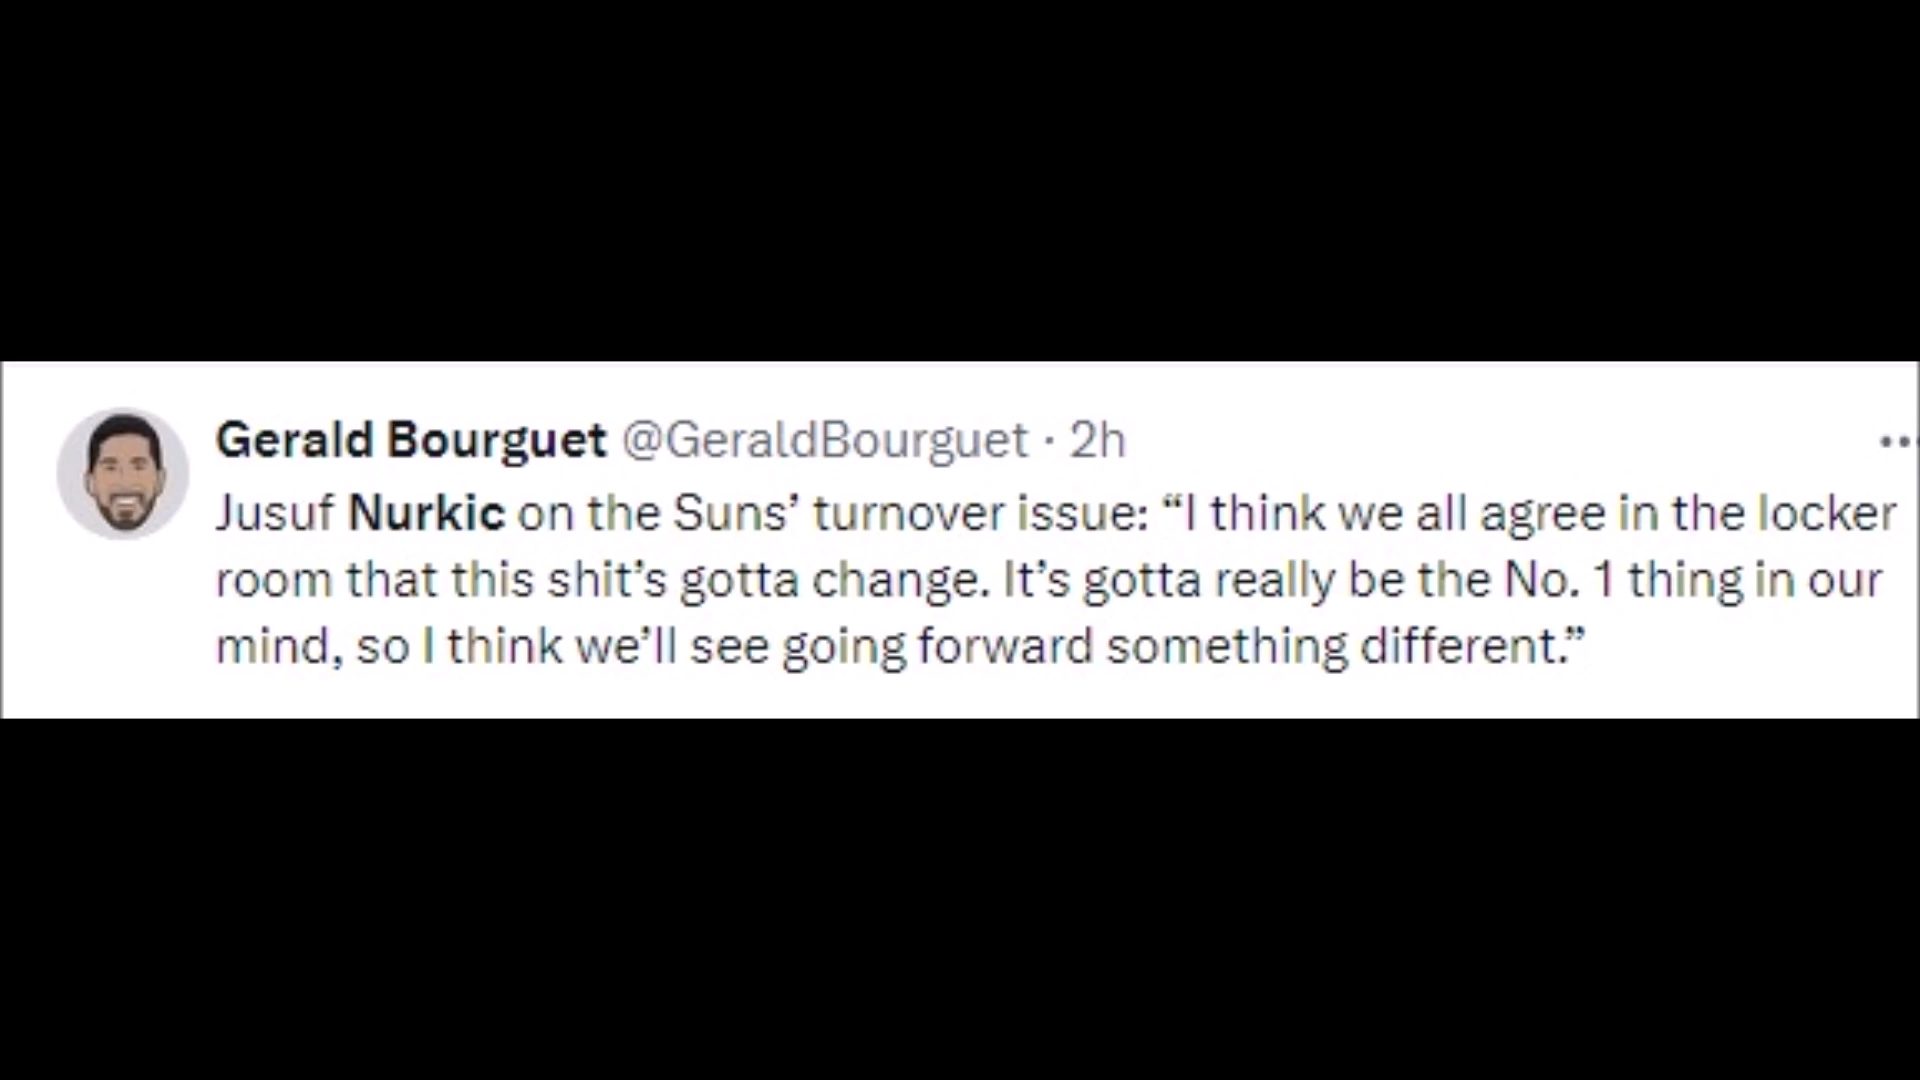 Gerald Bourguet @GeraldBourguet · 2h
Jusuf Nurkic on the Suns’ turnover issue: “I think we all agree in the locker
room that this shit’s gotta change. It’s gotta really be the No. 1 thing in our
mind, so I think we’ll see going forward something different.”